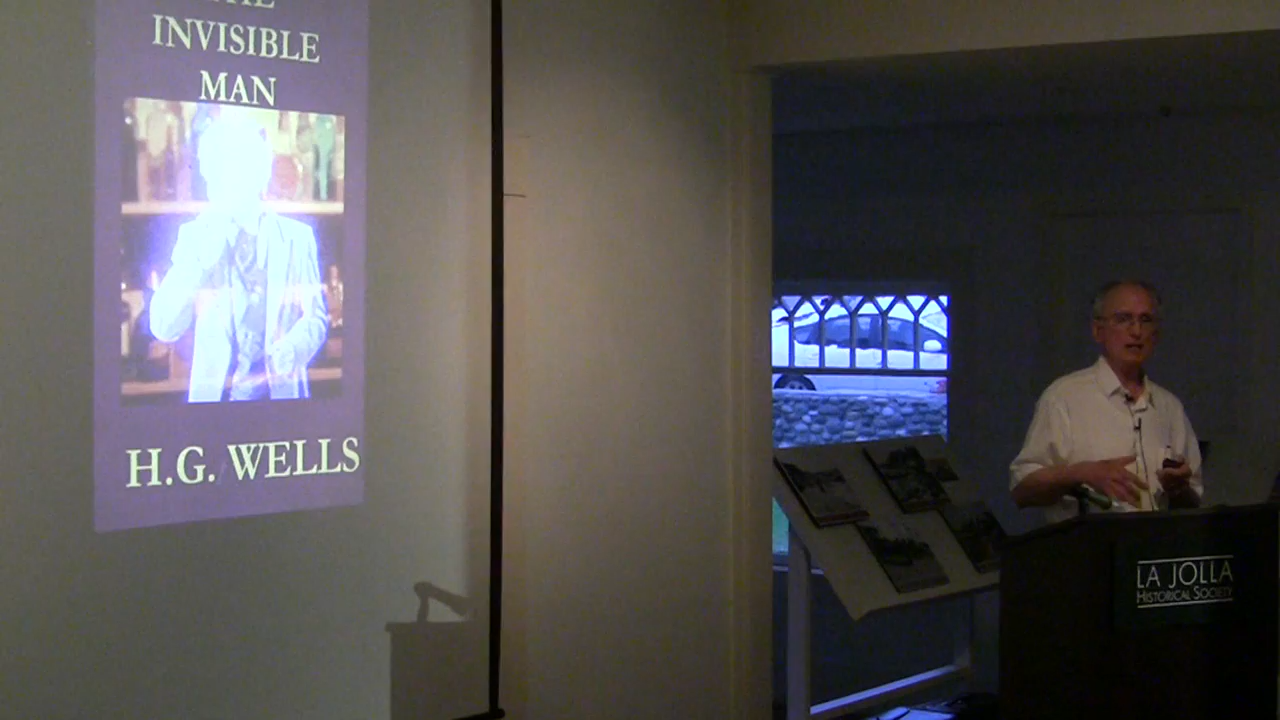 INVISIBLE
MAN
H.G. WELLS
LA JOLLA
HISTORICAL SOCIETY